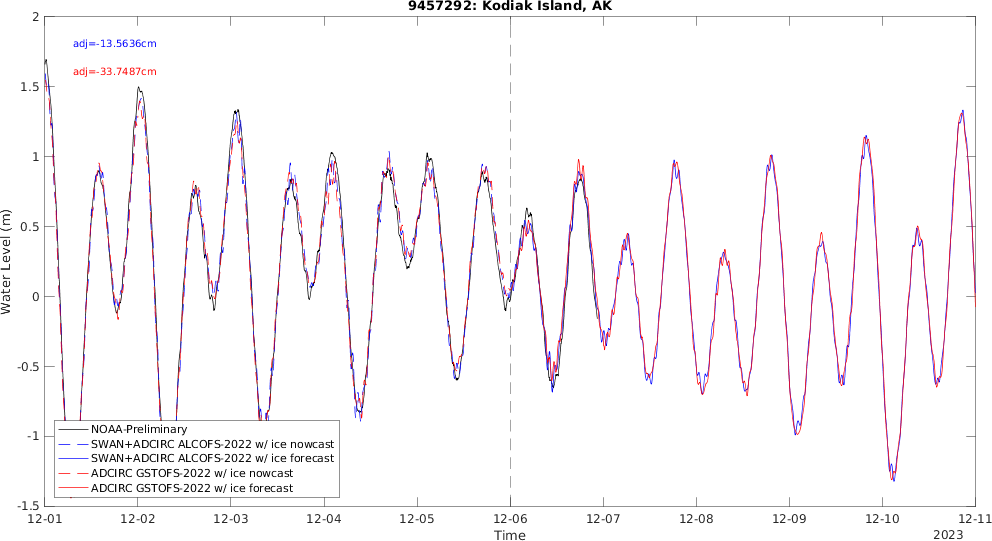 9457292: Kodiak Island, AK
adj=-13.5636cm
adj=-33.7487cm
Water Level (m)
2
1.5
1
0.5
0
-0.5
-1
-1.5
NOAA-Preliminary
SWAN+ADCIRC ALCOFS-2022 w/ ice nowcast
SWAN+ADCIRC ALCOFS-2022 w/ ice forecast
ADCIRC GSTOFS-2022 w/ ice nowcast
ADCIRC GSTOFS-2022 w/ ice forecast
12-01 12-02 12-03 12-04 12-05 12-06 12-07 12-08 12-09 12-10 12-11
Time
2023